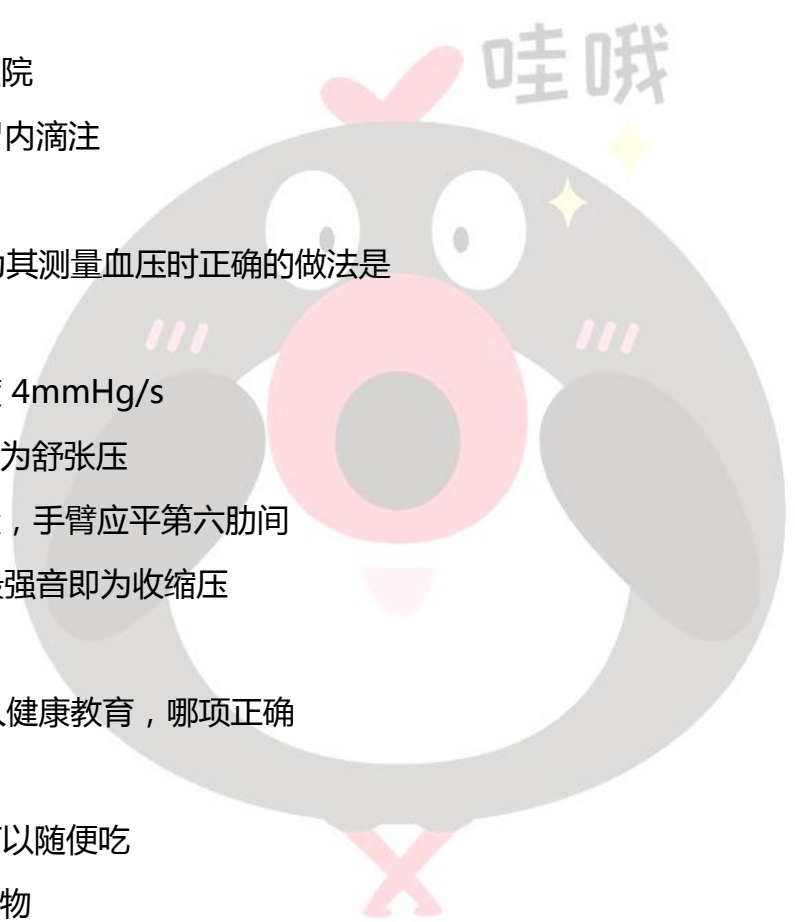 哇哦
院
内滴注
其测量血压时正确的做法是
4mmHg/s
为舒张压
，手臂应平第六肋间
强音即为收缩压
健康教育，哪项正确
以随便吃
物